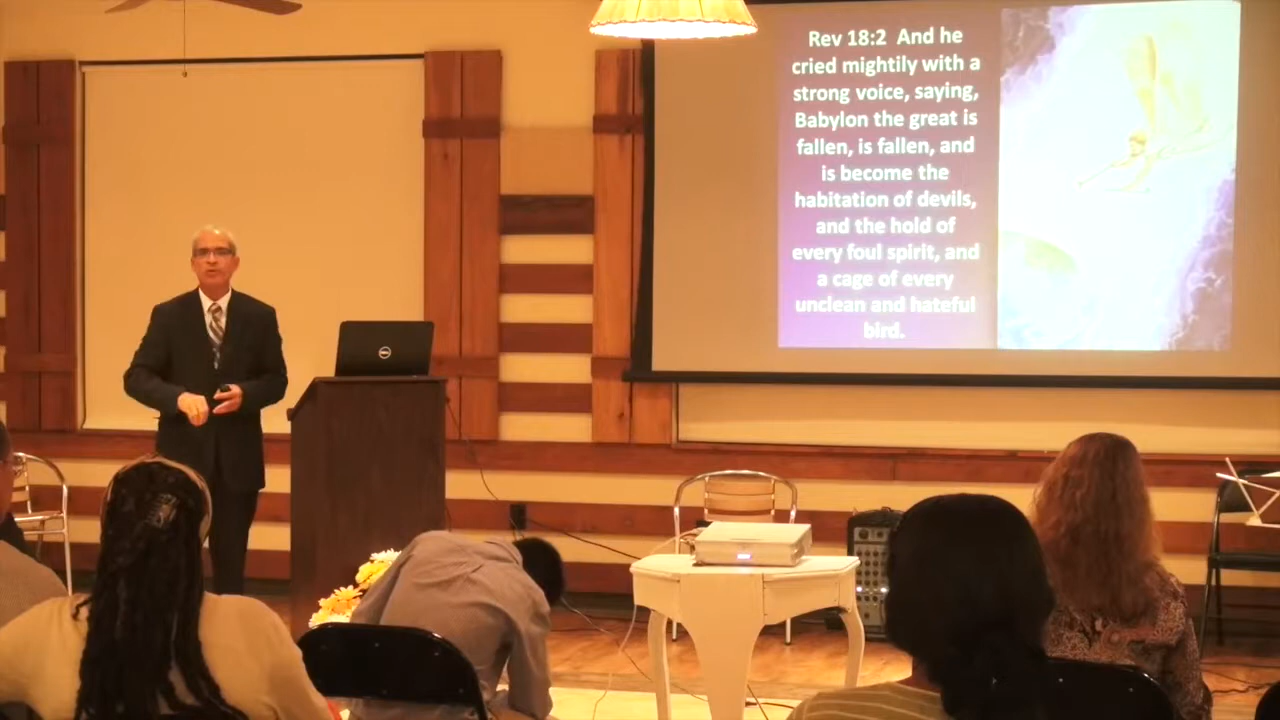 Rev 18:2 And he
cried mightily with a
strong voice, saying,
Babylon the great is
fallen, is fallen, and
is become the
habitation of devils,
and the hold of
every foul spirit, and
a cage of every
unclean and hateful
bird.
DELL